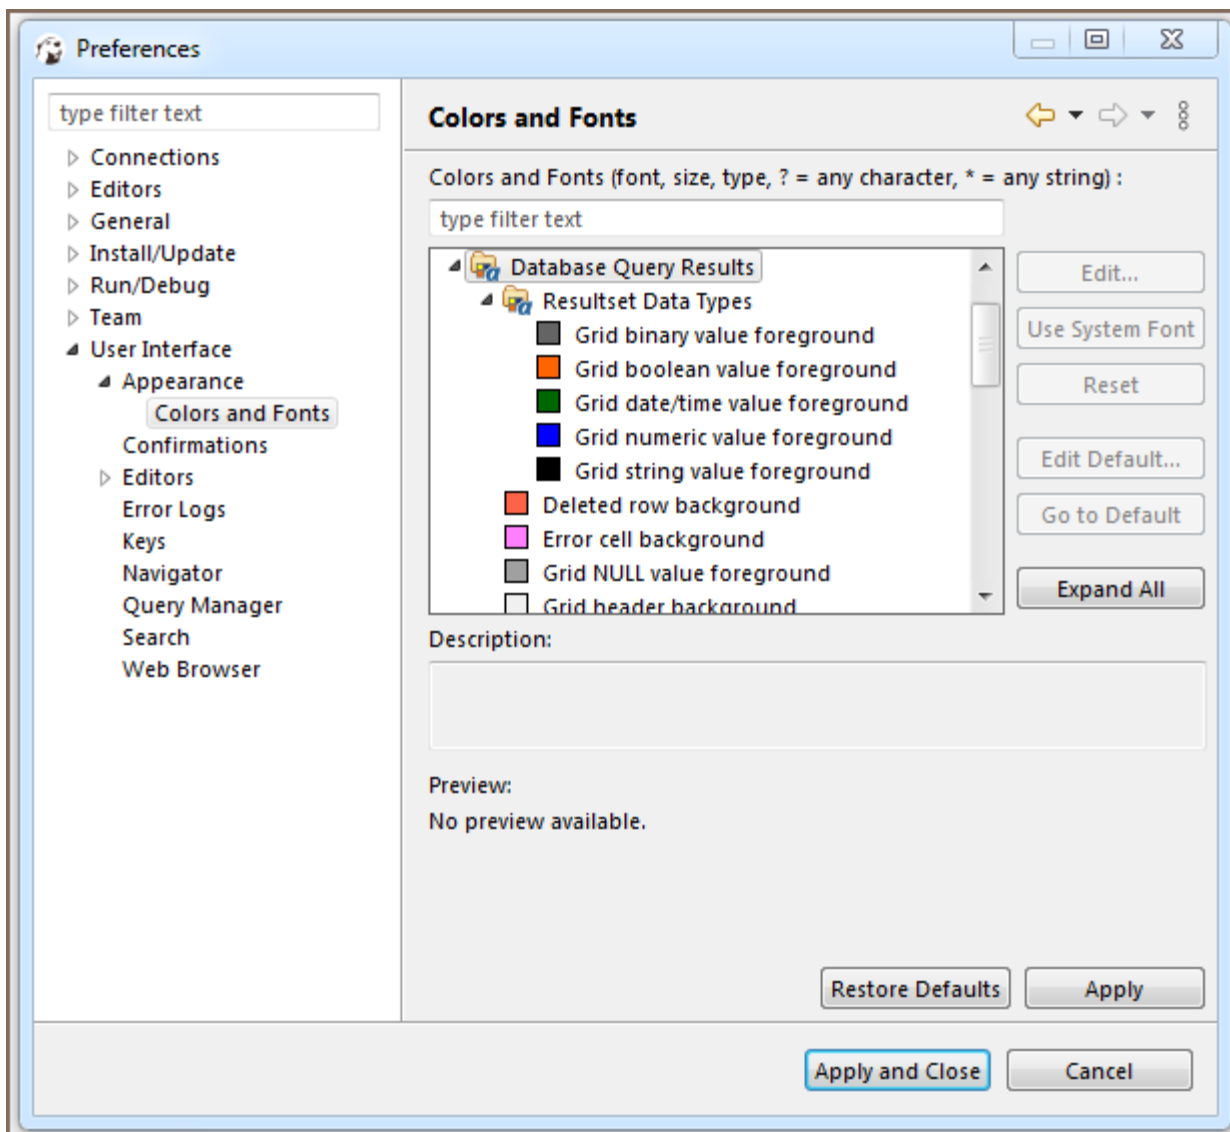 Preferences
type filter text
Connections
Editors
General
Install/Update
Run/Debug
Team
User Interface
Appearance
Colors and Fonts
Confirmations
Editors
Error Logs
Keys
Navigator
Query Manager
Search
Web Browser
Colors and Fonts
Colors and Fonts (font, size, type, ? = any character, * = any string) :
type filter text
Database Query Results
Resultset Data Types
Grid binary value foreground
Grid boolean value foreground
Grid date/time value foreground
Grid numeric value foreground
Grid string value foreground
Deleted row background
Error cell background
Grid NULL value foreground
Grid header background
Edit...
Use System Font
Reset
Edit Default...
Go to Default
Expand All
Description:
Preview:
No preview available.
Restore Defaults
Apply
Apply and Close
Cancel